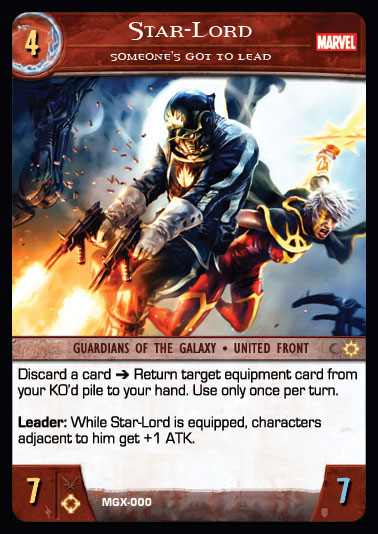 4
Star-Lord
SOMEONE'S GOT TO LEAD
MARVEL
GUARDIANS OF THE GALAXY • UNITED FRONT
C
Discard a card ➔ Return target equipment card from
your KO'd pile to your hand. Use only once per turn.
Leader: While Star-Lord is equipped, characters
adjacent to him get +1 ATK.
7
MGX-000
7